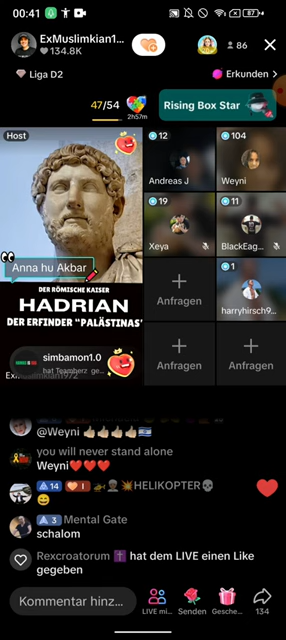 00:41
87
ExMuslimkian1...
134.8K
86
Liga D2
Erkunden
47/54
2h57m
Rising Box Star
Host
12
Andreas J
104
Weyni
Anna hu Akbar
19
Xeya
11
BlackEag...
DER RÖMISCHE KAISER
HADRIAN
DER ERFINDER "PALÄSTINAS"
Anfragen
1
harryhirsch9...
simbamon1.0
hat Teamherz ge...
Anfragen
Anfragen
@Weyni 👍🏼👍🏼👍🏼👍🏼🇮🇱
you will never stand alone
Weyni❤️❤️❤️
14
1
HELIKOPTER💀
😄
3
Mental Gate
schalom
Rexcroatorum ✝️ hat dem LIVE einen Like
gegeben
Kommentar hinz...
LIVE mi...
Senden
Gesche...
134